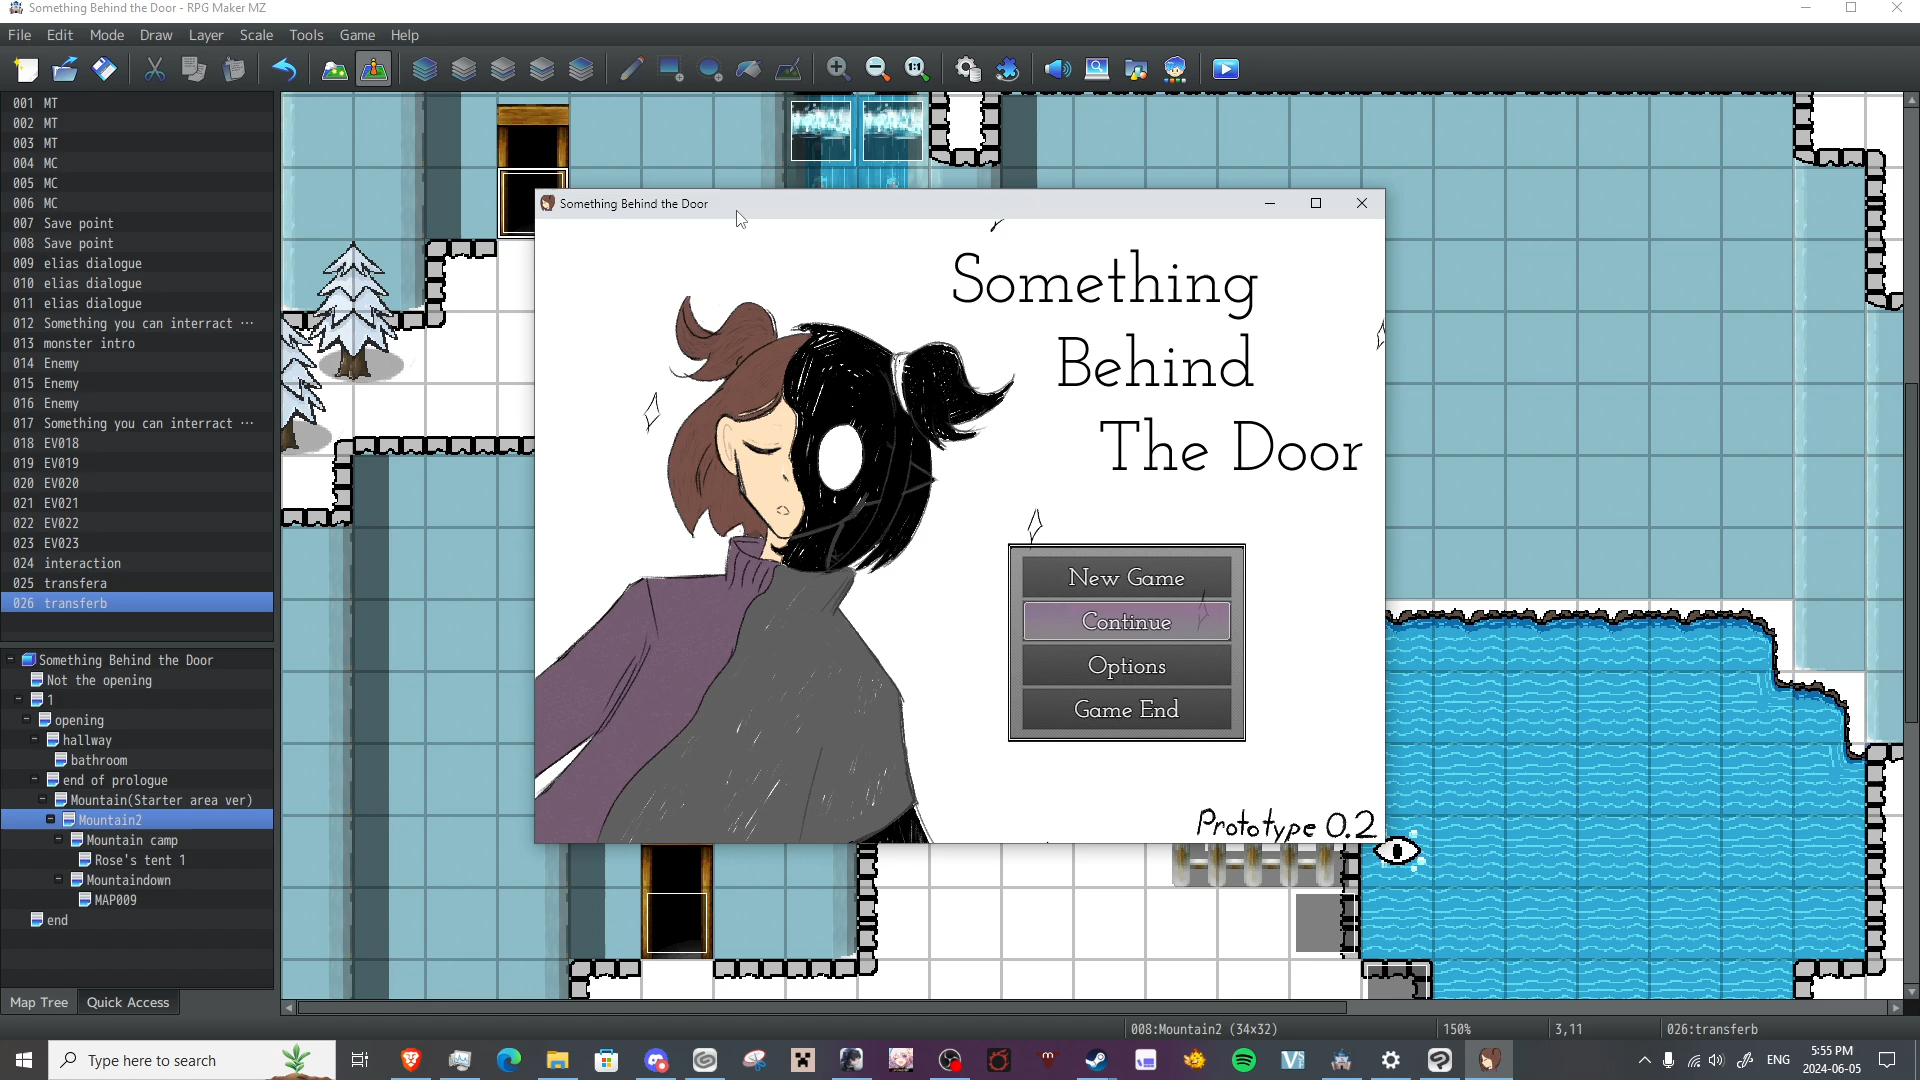 Something Behind the Door - RPG Maker MZ
File Edit Mode Draw Layer Scale Tools Game Help
1:1
001 MT
002 MT
003 MT
004 MC
005 MC
006 MC
007 Save point
008 Save point
009 elias dialogue
010 elias dialogue
011 elias dialogue
012 Something you can interract ···
013 monster intro
014 Enemy
015 Enemy
016 Enemy
017 Something you can interract ···
018 EV018
019 EV019
020 EV020
021 EV021
022 EV022
023 EV023
024 interaction
025 transfera
026 transferb
Something Behind the Door
Not the opening
1
opening
hallway
bathroom
end of prologue
Mountain(Starter area ver)
Mountain2
Mountain camp
Rose's tent 1
Mountaindown
MAP009
end
Map Tree Quick Access
Something Behind the Door
Something
Behind
The Door
New Game
Continue
Options
Game End
Prototype 0.2
008:Mountain2 (34x32) 150% 3,11 026:transferb
Type here to search
ENG
5:55 PM
2024-06-05